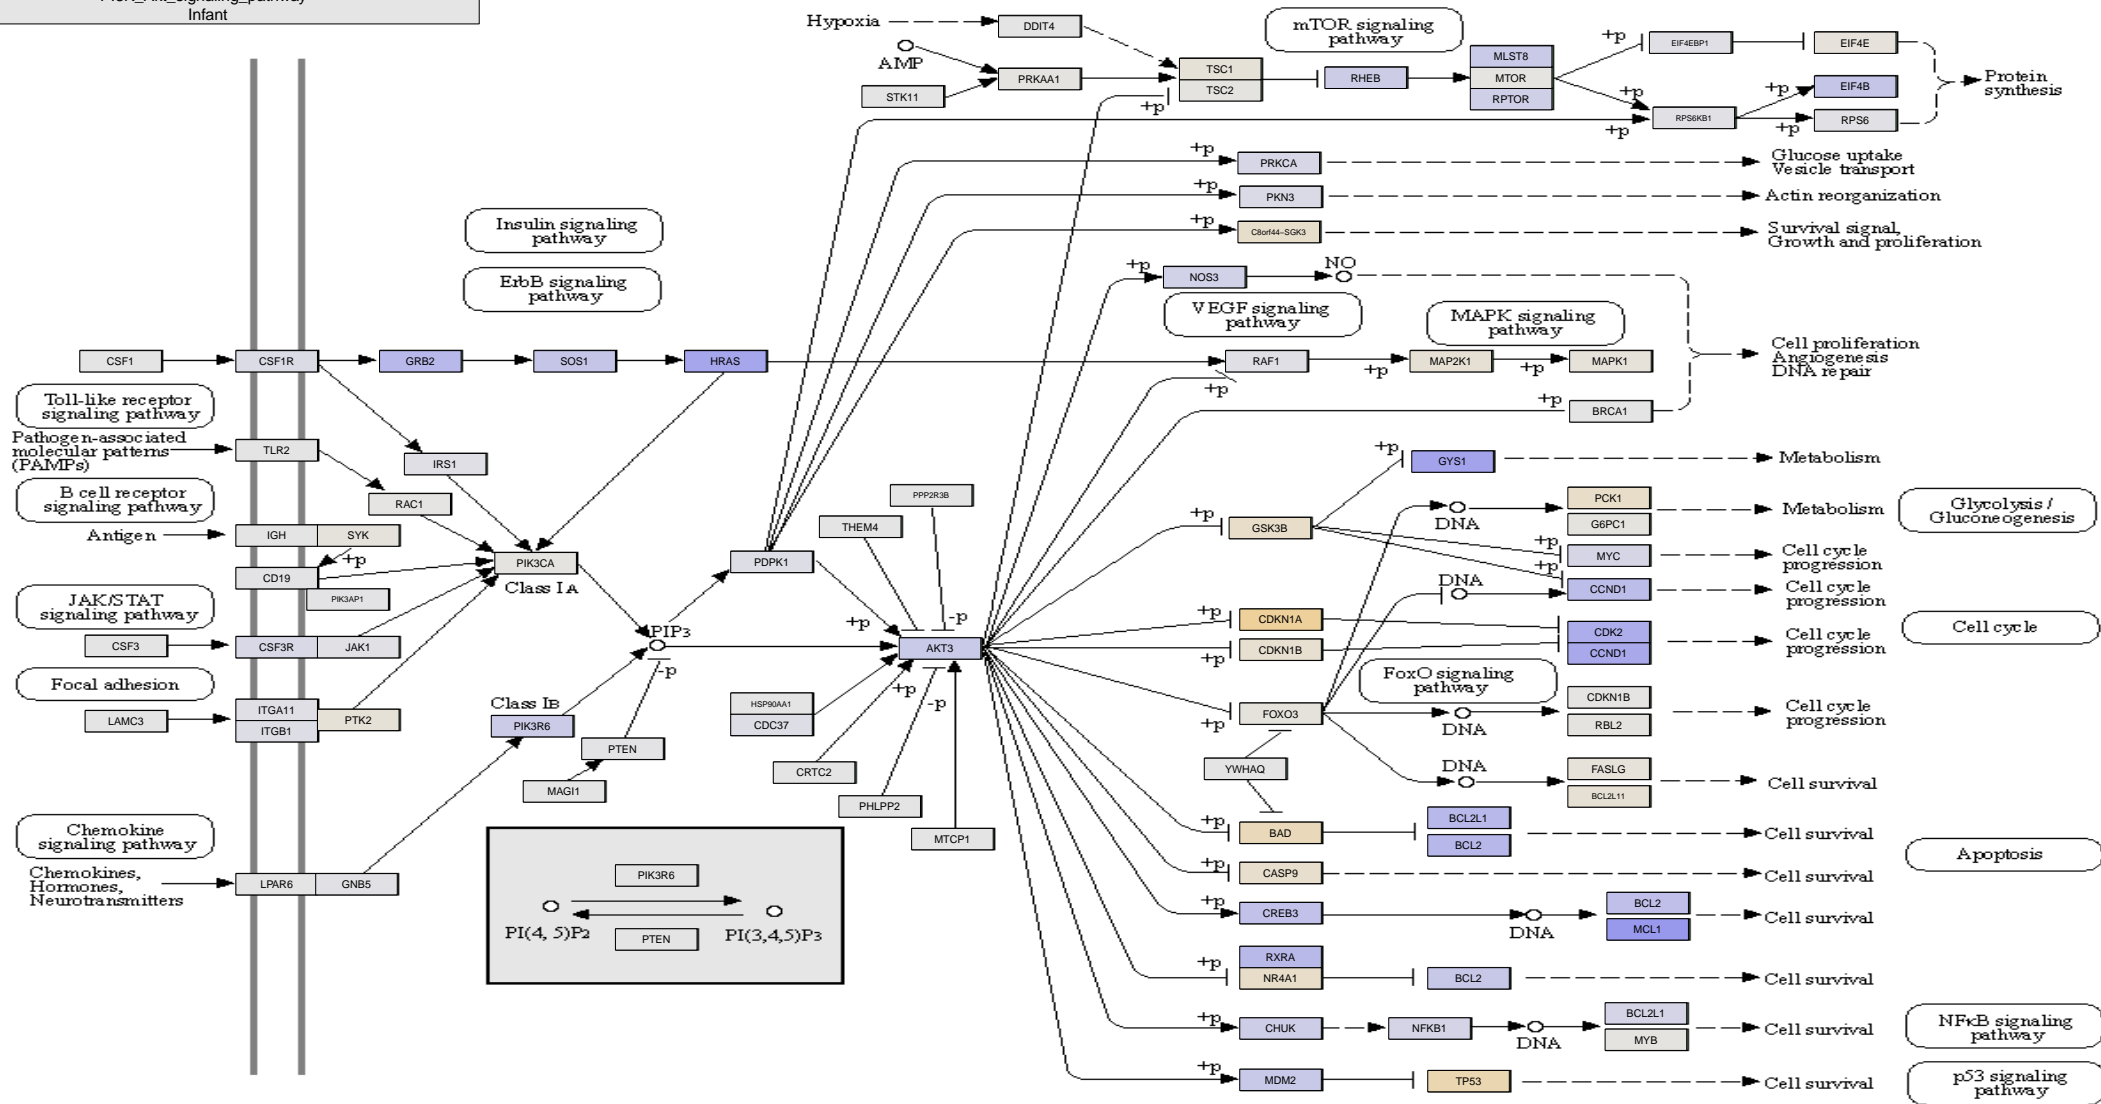 Infant
Hypoxia
DDIT4
AMP
PRKAA1
STK11
TSC1
TSC2
+p
RHEB
mTOR signaling
pathway
MLST8
MTOR
RPTOR
+p
EIF4EBP1
EIF4E
+p
RPS6KB1
+p
+p
EIF4B
+p
RPS6
Protein
synthesis
+p
PRKCA
Glucose uptake
Vesicle transport
+p
PKN3
Actin reorganization
+p
C8orf44-SGK3
Survival signal,
Growth and proliferation
Insulin signaling
pathway
ErbB signaling
pathway
+p
NOS3
NO
VEGF signaling
pathway
MAPK signaling
pathway
CSF1
CSF1R
GRB2
SOS1
HRAS
RAF1
+p
+p
MAP2K1
+p
MAPK1
Cell proliferation
Angiogenesis
DNA repair
+p
BRCA1
Toll-like receptor
signaling pathway
Pathogen-associated
molecular patterns
(PAMPs)
TLR2
IRS1
RAC1
B cell receptor
signaling pathway
Antigen
IGH
SYK
+p
CD19
PIK3AP1
PIK3CA
Class IA
JAK/STAT
signaling pathway
CSF3
CSF3R
JAK1
Focal adhesion
LAMC3
ITGA11
ITGB1
PTK2
Chemokine
signaling pathway
Chemokines,
Hormones,
Neurotransmitters
LPAR6
GNB5
Class IB
PIK3R6
PTEN
MAGI1
PIP3
-p
PDPK1
THEM4
PPP2R3B
+p
-p
AKT3
HSP90AA1
CDC37
+p
-p
CRTC2
PHLPP2
MTCP1
PIK3R6
PI(4, 5)P2
PI(3,4,5)P3
PTEN
+p
GYS1
Metabolism
+p
GSK3B
DNA
PCK1
G6PC1
Metabolism
Glycolysis /
Gluconeogenesis
+p
MYC
Cell cycle
progression
DNA
+p
CCND1
Cell cycle
progression
+p
CDKN1A
CDKN1B
+p
CDK2
CCND1
Cell cycle
progression
Cell cycle
FoxO signaling
pathway
FOXO3
+p
DNA
CDKN1B
RBL2
Cell cycle
progression
YWHAQ
DNA
FASLG
BCL2L11
Cell survival
+p
BAD
BCL2L1
BCL2
Cell survival
Apoptosis
+p
CASP9
Cell survival
+p
CREB3
DNA
BCL2
MCL1
Cell survival
+p
RXRA
NR4A1
BCL2
Cell survival
+p
CHUK
NFKB1
DNA
BCL2L1
MYB
Cell survival
NFκB signaling
pathway
+p
MDM2
TP53
Cell survival
p53 signaling
pathway